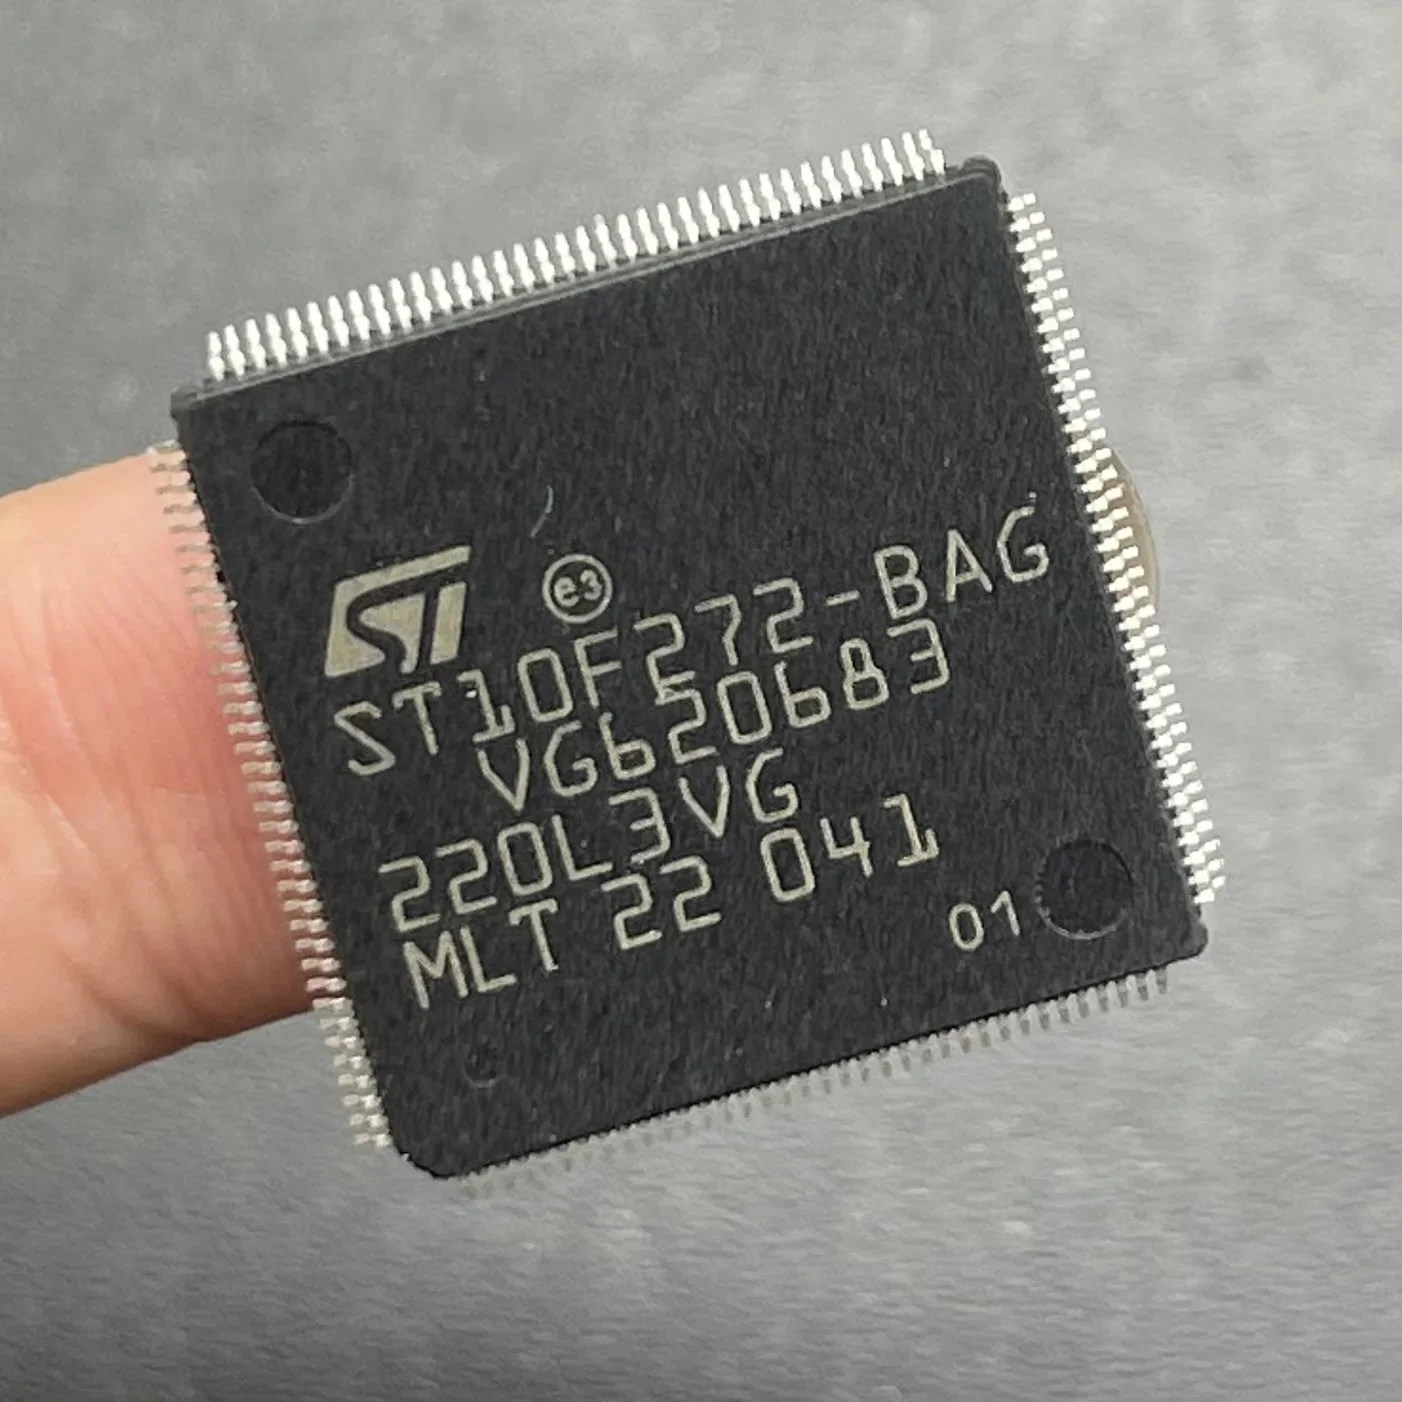 ST e3
ST10F272-BAG
VG620683
220L3VG
MLT 22 041
01